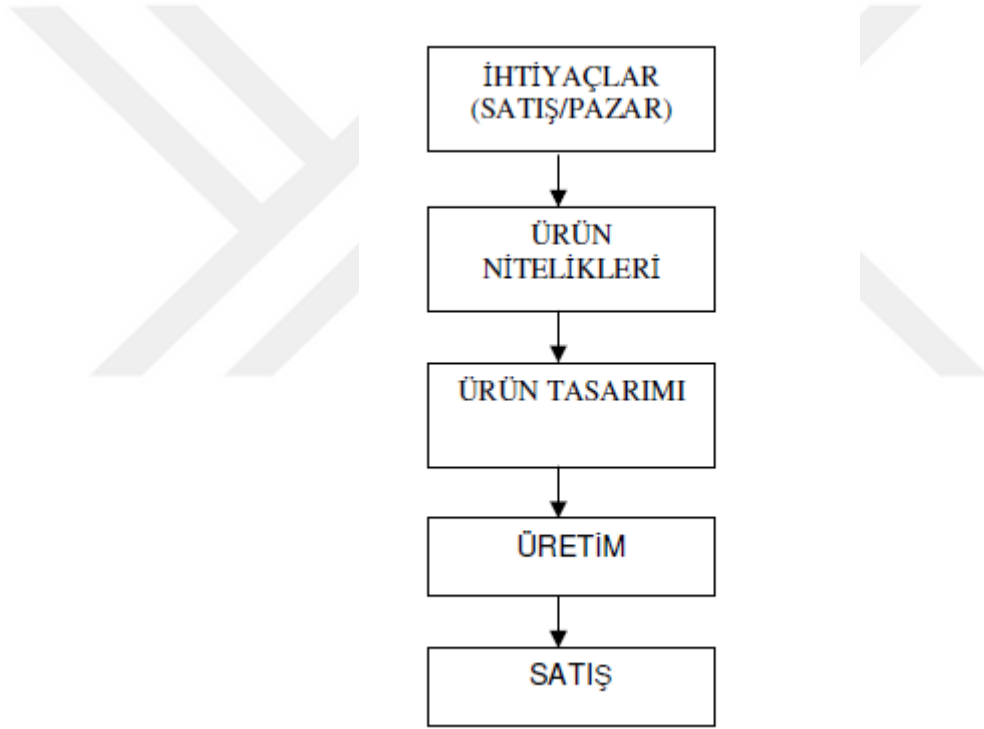 İHTİYAÇLAR
(SATIŞ/PAZAR)
ÜRÜN
NİTELİKLERİ
ÜRÜN TASARIMI
ÜRETİM
SATIŞ